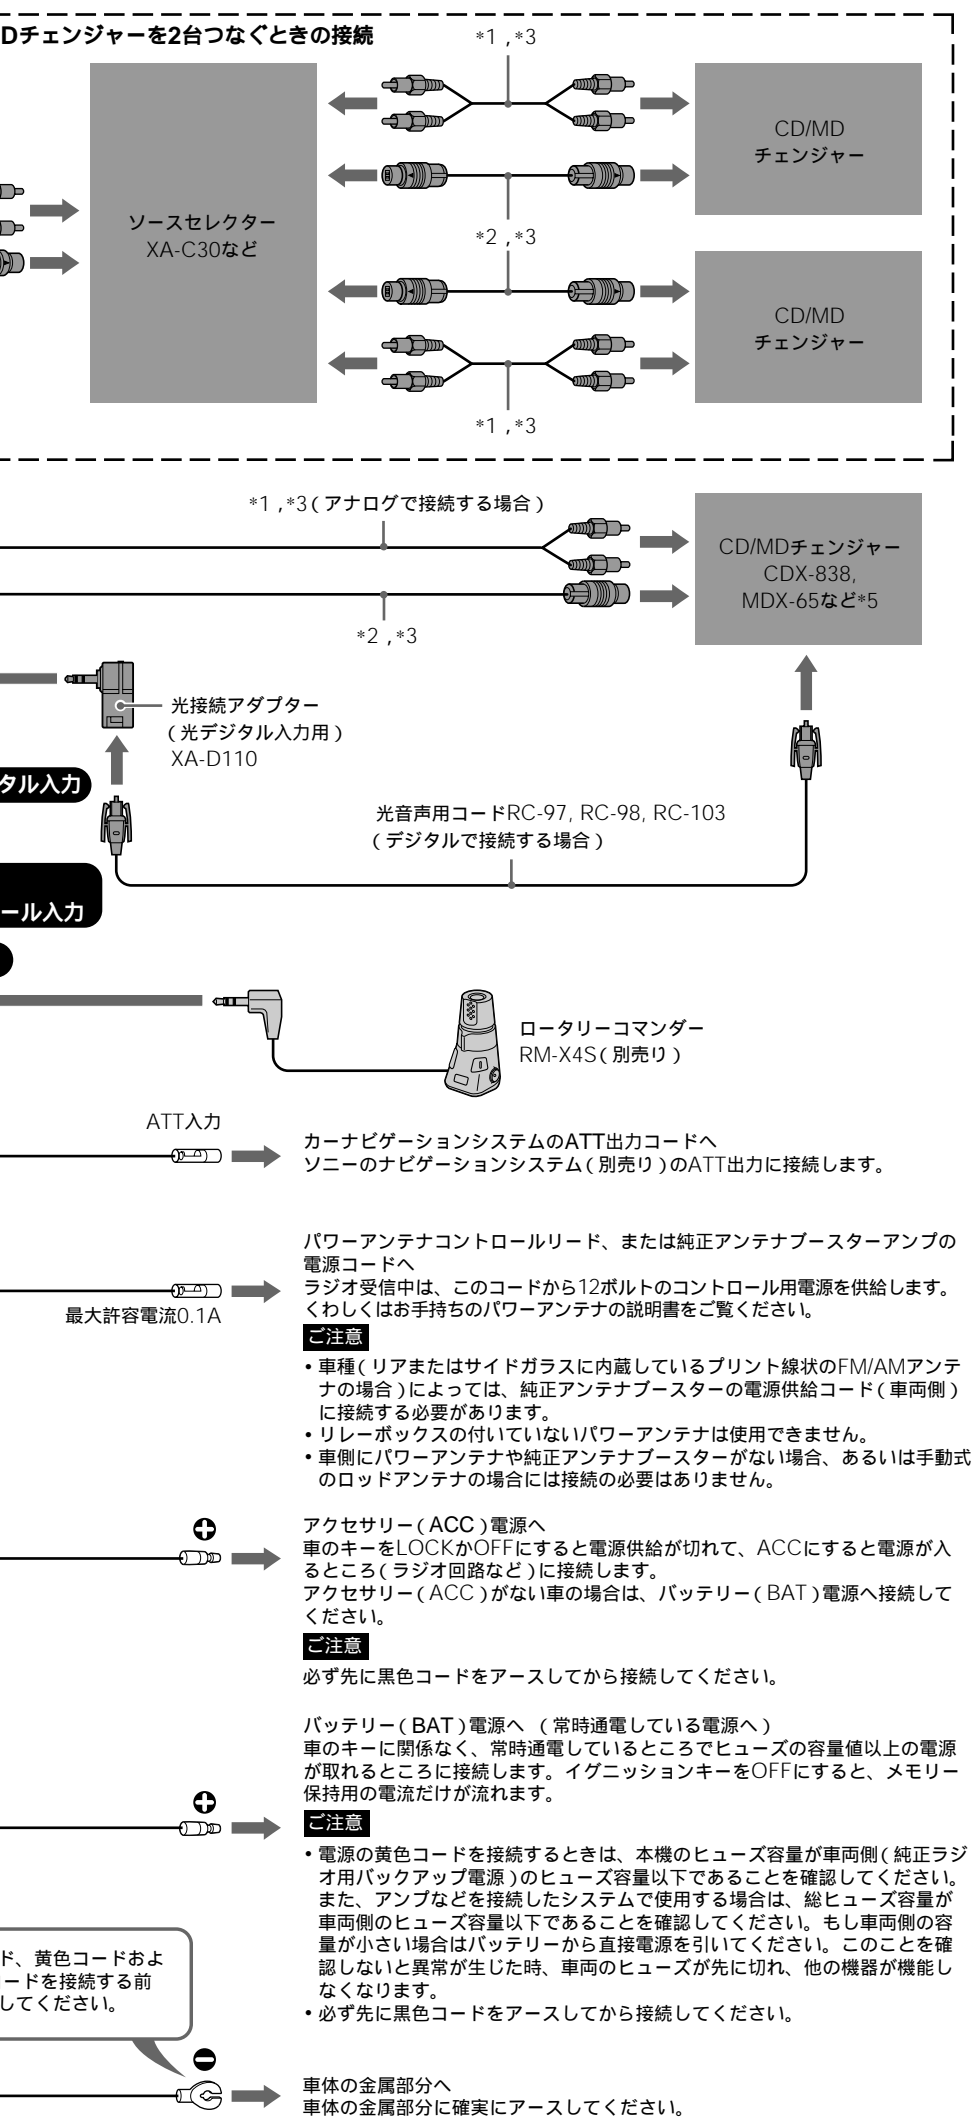 Dチェンジャーを2台つなぐときの接続
*1 ,*3
CD/MD
チェンジャー
ソースセレクター
XA-C30など
*2 ,*3
CD/MD
チェンジャー
*1 ,*3
*1 ,*3（アナログで接続する場合）
CD/MDチェンジャー
CDX-838,
MDX-65など*5
*2 ,*3
光接続アダプター
（光デジタル入力用）
XA-D110
タル入力
光音声用コードRC-97, RC-98, RC-103
（デジタルで接続する場合）
ール入力
ロータリーコマンダー
RM-X4S（別売り）
ATT入力
カーナビゲーションシステムのATT出力コードへ
ソニーのナビゲーションシステム（別売り）のATT出力に接続します。
パワーアンテナコントロールリード、または純正アンテナブースターアンプの
電源コードへ
ラジオ受信中は、このコードから12ボルトのコントロール用電源を供給します。
くわしくはお手持ちのパワーアンテナの説明書をご覧ください。
最大許容電流0.1A
ご注意
•車種（リアまたはサイドガラスに内蔵しているプリント線状のFM/AMアンテ
ナの場合）によっては、純正アンテナブースターの電源供給コード（車両側）
に接続する必要があります。
•リレーボックスの付いていないパワーアンテナは使用できません。
•車側にパワーアンテナや純正アンテナブースターがない場合、あるいは手動式
のロッドアンテナの場合には接続の必要はありません。
アクセサリー（ACC）電源へ
車のキーをLOCKかOFFにすると電源供給が切れて、ACCにすると電源が入
るところ（ラジオ回路など）に接続します。
アクセサリー（ACC）がない車の場合は、バッテリー（BAT）電源へ接続して
ください。
ご注意
必ず先に黒色コードをアースしてから接続してください。
バッテリー（BAT）電源へ （常時通電している電源へ）
車のキーに関係なく、常時通電しているところでヒューズの容量値以上の電源
が取れるところに接続します。イグニッションキーをOFFにすると、メモリー
保持用の電流だけが流れます。
ご注意
•電源の黄色コードを接続するときは、本機のヒューズ容量が車両側（純正ラジ
オ用バックアップ電源）のヒューズ容量以下であることを確認してください。
また、アンプなどを接続したシステムで使用する場合は、総ヒューズ容量が
車両側のヒューズ容量以下であることを確認してください。もし車両側の容
量が小さい場合はバッテリーから直接電源を引いてください。このことを確
認しないと異常が生じた時、車両のヒューズが先に切れ、他の機器が機能し
なくなります。
•必ず先に黒色コードをアースしてから接続してください。
ド、黄色コードおよ
ードを接続する前
してください。
車体の金属部分へ
車体の金属部分に確実にアースしてください。